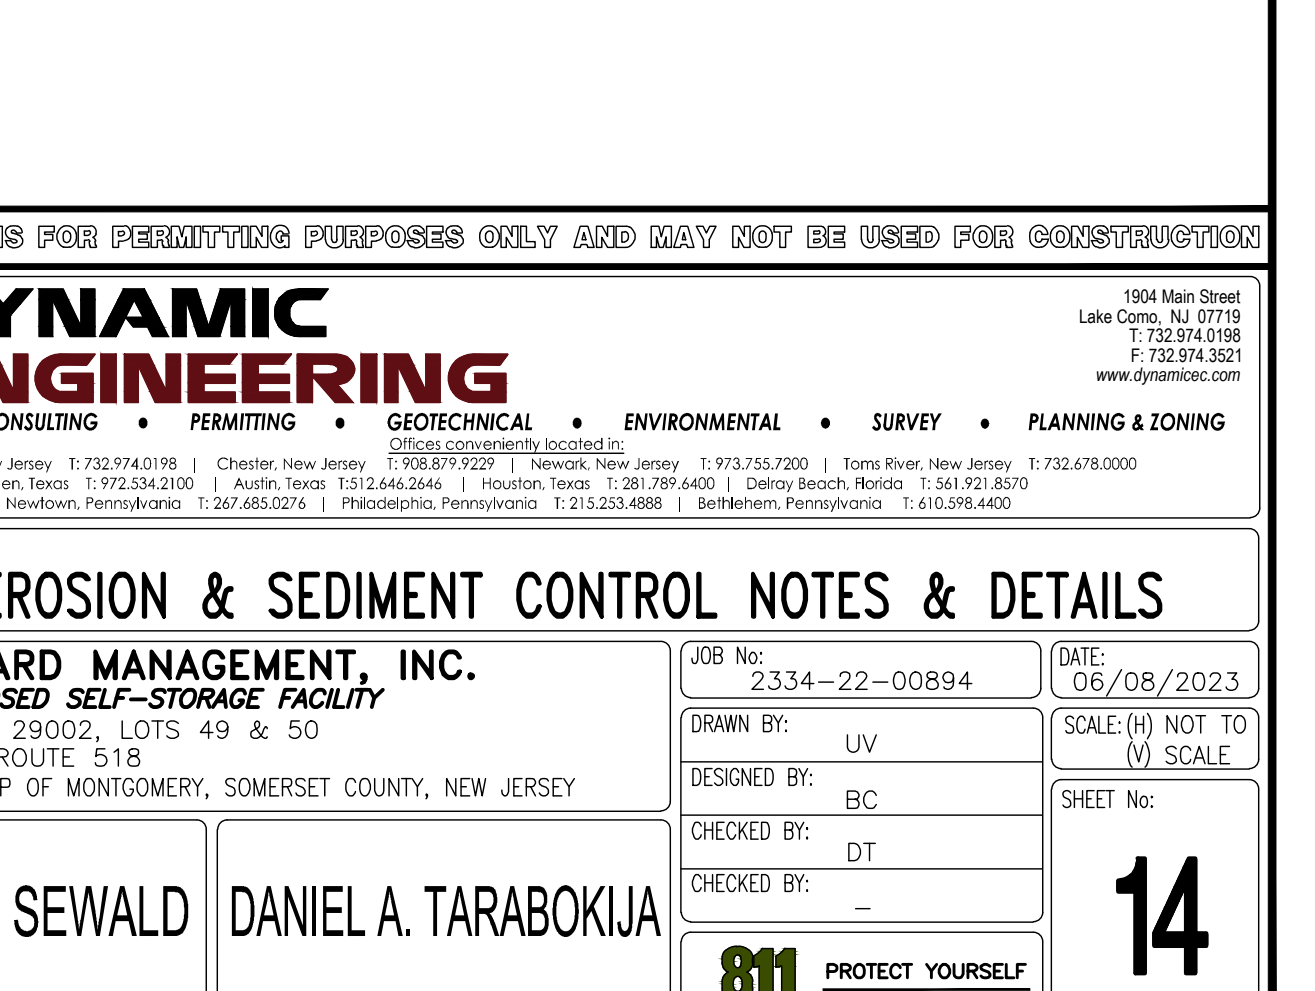 FOR PERMITTING PURPOSES ONLY AND MAY NOT BE USED FOR CONSTRUCTION
YNAMIC
NGINEERING
1904 Main Street
Lake Como, NJ 07719
T: 732.974.0198
F: 732.974.3521
www.dynamicec.com
ONSULTING • PERMITTING • GEOTECHNICAL • ENVIRONMENTAL • SURVEY • PLANNING & ZONING
Offices conveniently located in:
Jersey T: 732.974.0198 | Chester, New Jersey T: 908.879.9229 | Newark, New Jersey T: 973.755.7200 | Toms River, New Jersey T: 732.678.0000
en, Texas T: 972.534.2100 | Austin, Texas T:512.646.2646 | Houston, Texas T: 281.789.6400 | Delray Beach, Florida T: 561.921.8570
Newtown, Pennsylvania T: 267.685.0276 | Philadelphia, Pennsylvania T: 215.253.4888 | Bethlehem, Pennsylvania T: 610.598.4400
EROSION & SEDIMENT CONTROL NOTES & DETAILS
ARD MANAGEMENT, INC.
SED SELF-STORAGE FACILITY
29002, LOTS 49 & 50
ROUTE 518
P OF MONTGOMERY, SOMERSET COUNTY, NEW JERSEY
JOB No:
2334-22-00894
DATE:
06/08/2023
DRAWN BY:
UV
SCALE: (H) NOT TO
(V) SCALE
DESIGNED BY:
BC
CHECKED BY:
DT
CHECKED BY:
–
SHEET No:
14
SEWALD
DANIEL A. TARABOKIJA
811
PROTECT YOURSELF